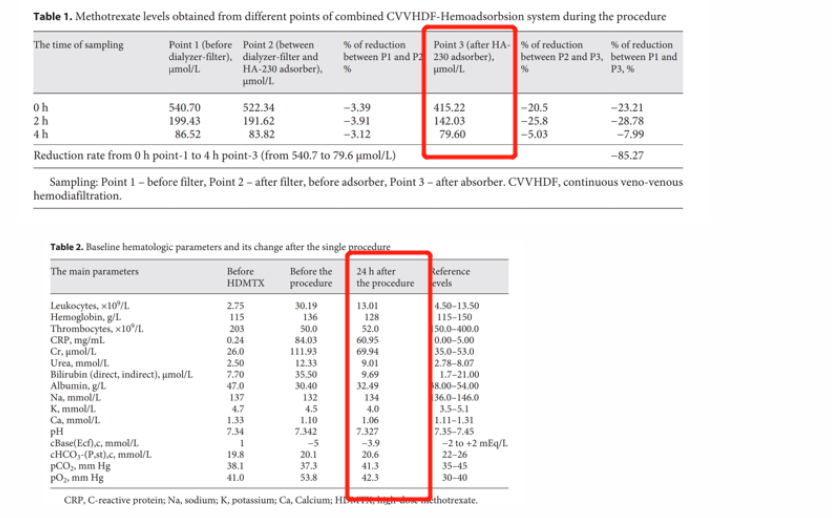 Table 1. Methotrexate levels obtained from different points of combined CVVHDF-Hemoadsorbsion system during the procedure
The time of sampling Point 1 (before Point 2 (between % of reduction Point 3 (after HA- % of reduction % of reduction
dialyzer-filter), dialyzer-filter and between P1 and P2 230 adsorber), between P2 and P3, between P1 and
μmol/L HA-230 adsorber), % μmol/L % P3, %
μmol/L
0 h 540.70 522.34 −3.39 415.22 −20.5 −23.21
2 h 199.43 191.62 −3.91 142.03 −25.8 −28.78
4 h 86.52 83.82 −3.12 79.60 −5.03 −7.99
Reduction rate from 0 h point-1 to 4 h point-3 (from 540.7 to 79.6 μmol/L) −85.27
Sampling: Point 1 – before filter, Point 2 – after filter, before adsorber, Point 3 – after absorber. CVVHDF, continuous veno-venous
hemodiafiltration.
Table 2. Baseline hematologic parameters and its change after the single procedure
The main parameters Before Before the 24 h after Reference
HDMTX procedure the procedure levels
Leukocytes, ×10⁹/L 2.75 30.19 13.01 4.50–13.50
Hemoglobin, g/L 115 136 128 115–150
Thrombocytes, ×10⁹/L 203 50.0 52.0 50.0–400.0
CRP, mg/mL 0.24 84.03 60.95 0.00–5.00
Cr, μmol/L 26.0 111.93 69.94 35.0–53.0
Urea, mmol/L 2.50 12.33 9.01 2.78–8.07
Bilirubin (direct, indirect), μmol/L 7.70 35.50 9.69 1.7–21.00
Albumin, g/L 47.0 30.40 32.49 38.00–54.00
Na, mmol/L 137 132 134 136.0–146.0
K, mmol/L 4.7 4.5 4.0 3.5–5.1
Ca, mmol/L 1.33 1.10 1.06 1.11–1.31
pH 7.34 7.342 7.327 7.35–7.45
cBase(Ecf),c, mmol/L 1 −5 −3.9 −2 to +2 mEq/L
cHCO₃-(P,st),c, mmol/L 19.8 20.1 20.6 22–26
pCO₂, mm Hg 38.1 37.3 41.3 35–45
pO₂, mm Hg 41.0 53.8 42.3 30–40
CRP, C-reactive protein; Na, sodium; K, potassium; Ca, Calcium; HDMTX, high-dose methotrexate.